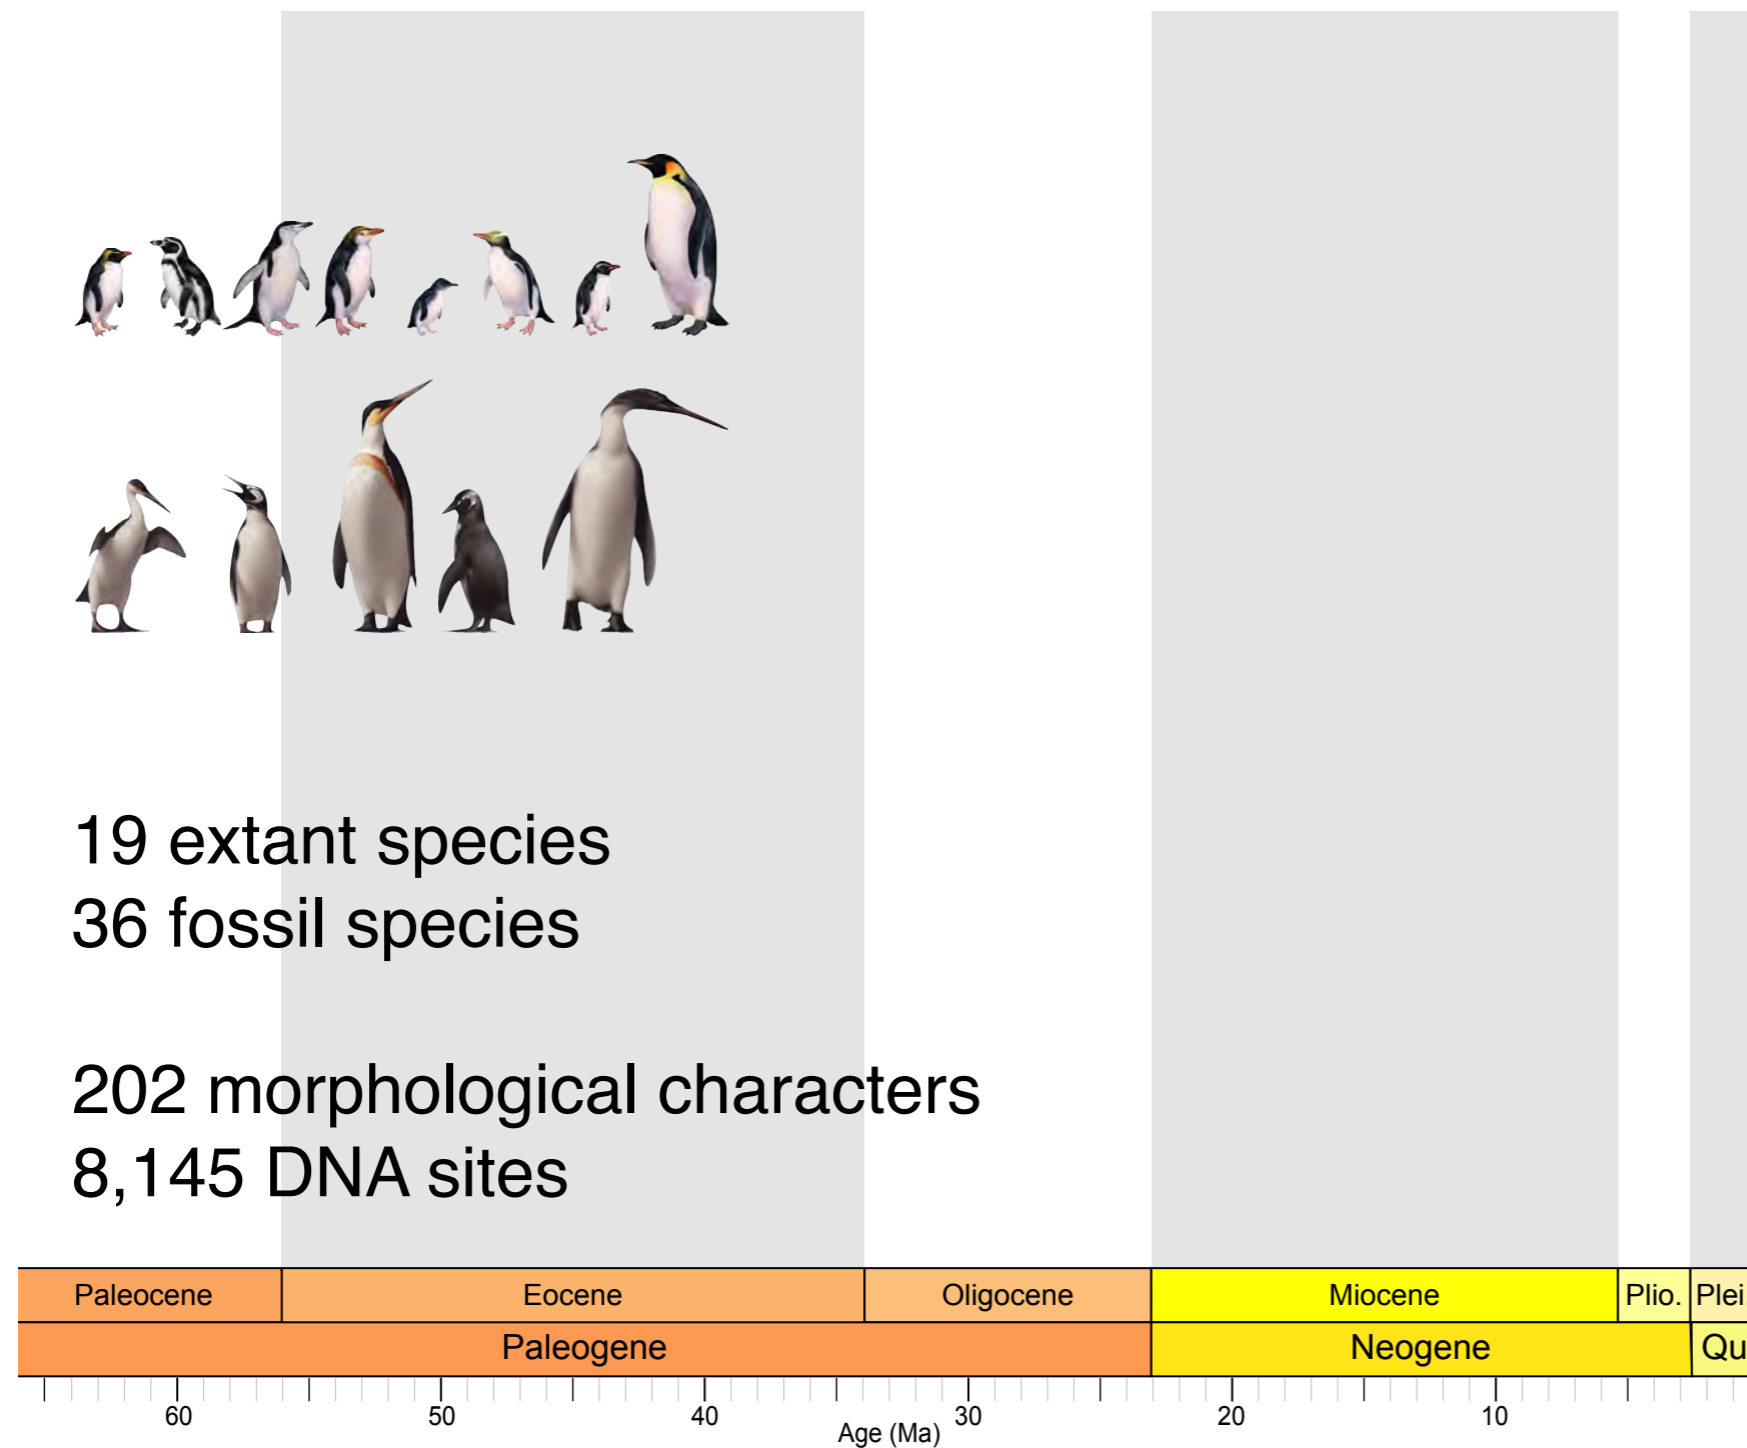 19 extant species
36 fossil species
202 morphological characters
8,145 DNA sites
Paleocene Eocene Oligocene Miocene Plio. Plei
Paleogene Neogene Qu
60 50 40 30 20 10
Age (Ma)